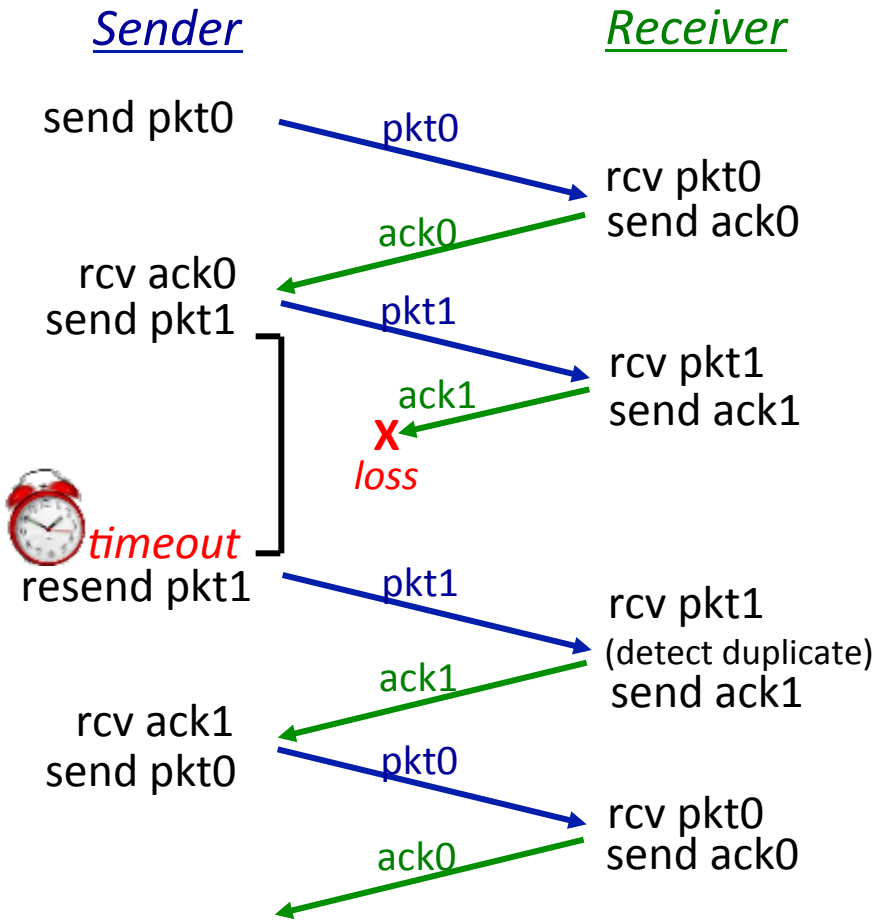 Sender
Receiver
send pkt0
pkt0
rcv pkt0
send ack0
ack0
rcv ack0
send pkt1
pkt1
rcv pkt1
send ack1
ack1
X
loss
timeout
resend pkt1
pkt1
rcv pkt1
(detect duplicate)
send ack1
ack1
rcv ack1
send pkt0
pkt0
rcv pkt0
send ack0
ack0